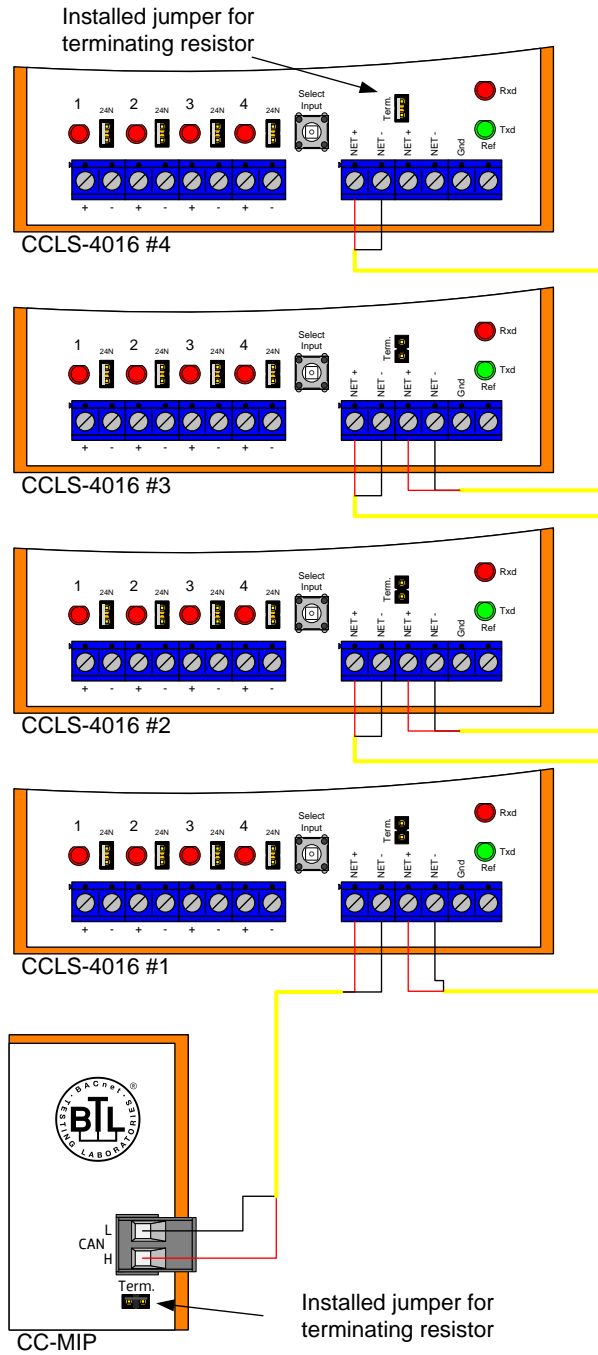 Installed jumper for
terminating resistor
1 24N 2 24N 3 24N 4 24N
Select
Input
Term.
Rxd
Txd
Ref
NET + NET - NET + NET - Gnd
+ - + - + - + -
CCLS-4016 #4
1 24N 2 24N 3 24N 4 24N
Select
Input
Term.
Rxd
Txd
Ref
NET + NET - NET + NET - Gnd
+ - + - + - + -
CCLS-4016 #3
1 24N 2 24N 3 24N 4 24N
Select
Input
Term.
Rxd
Txd
Ref
NET + NET - NET + NET - Gnd
+ - + - + - + -
CCLS-4016 #2
1 24N 2 24N 3 24N 4 24N
Select
Input
Term.
Rxd
Txd
Ref
NET + NET - NET + NET - Gnd
+ - + - + - + -
CCLS-4016 #1
BACnet ®
BTL
TESTING LABORATORIES
L
CAN
H
Term.
Installed jumper for
terminating resistor
CC-MIP